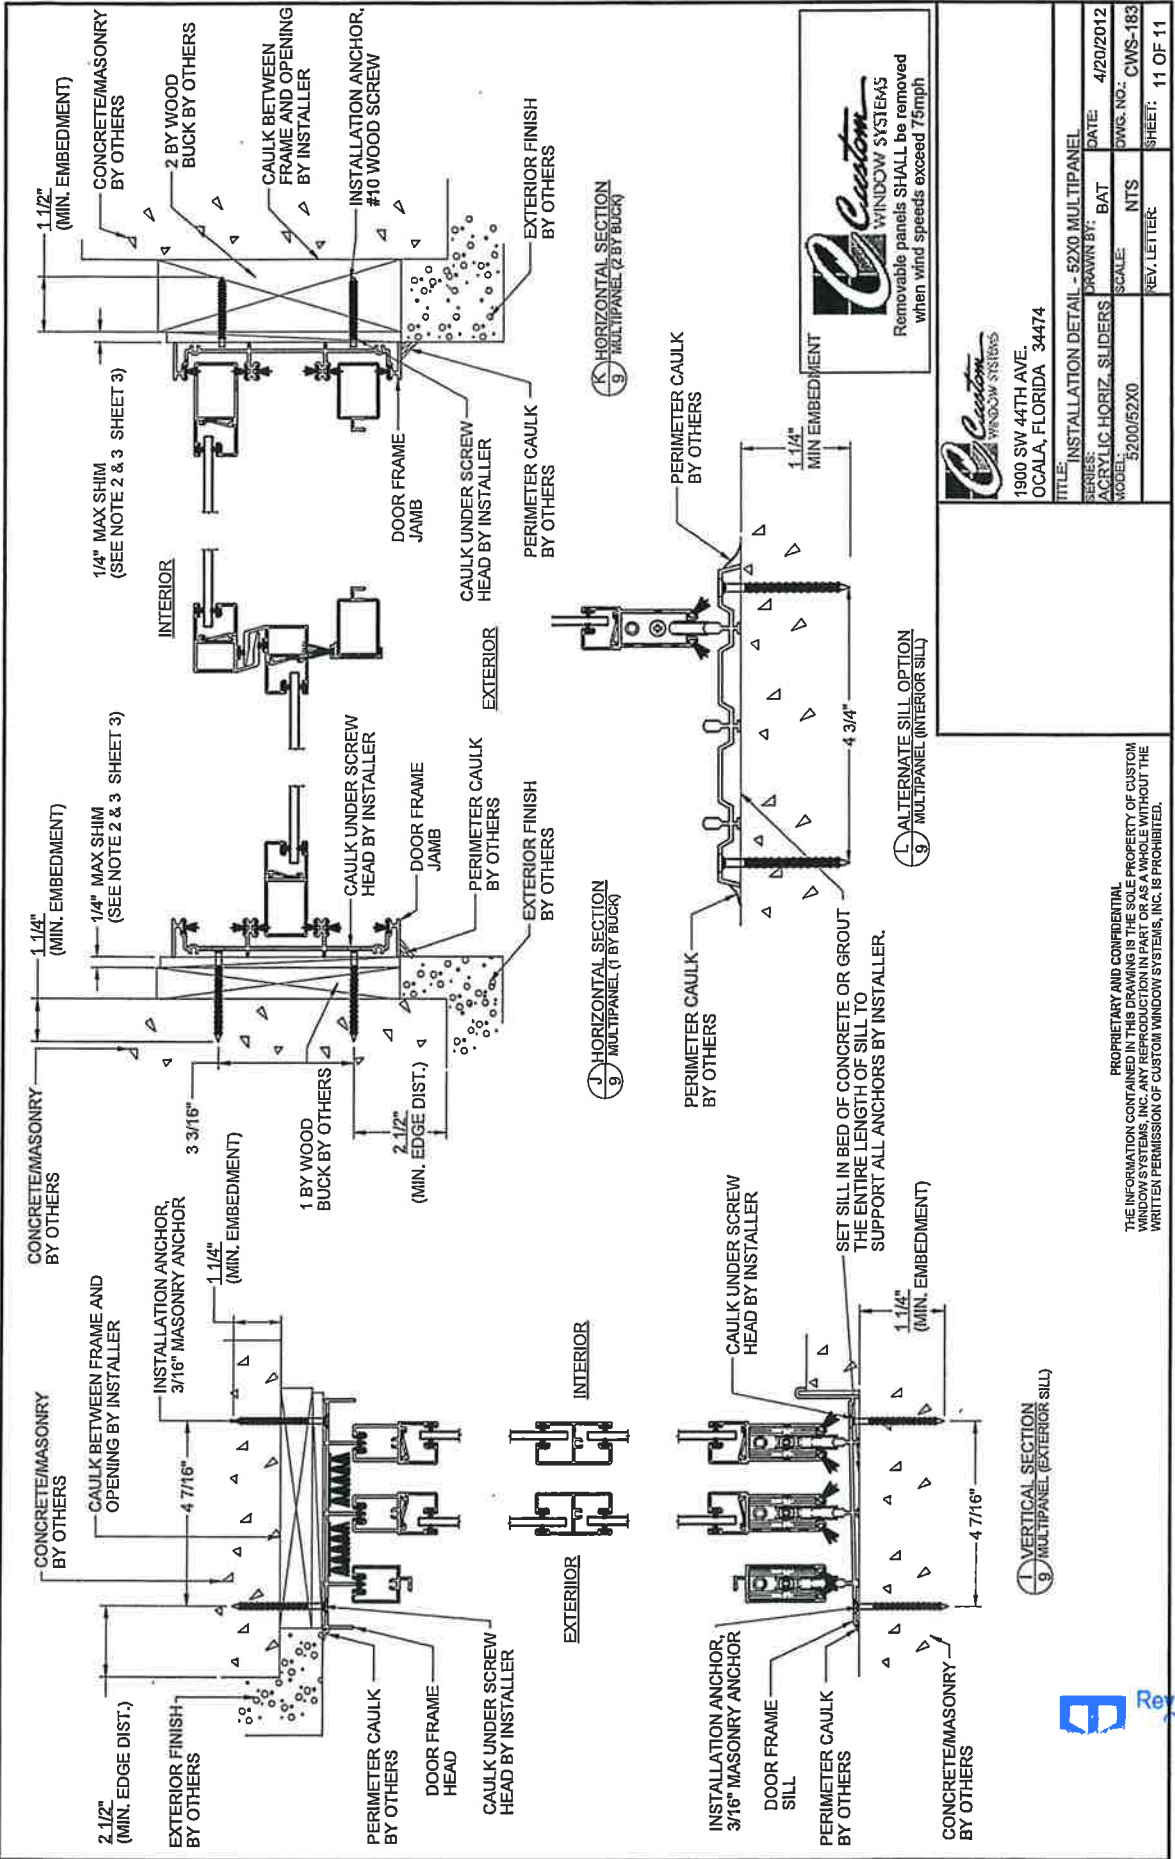 CONCRETE/MASONRY
BY OTHERS
CAULK BETWEEN FRAME AND
OPENING BY INSTALLER
INSTALLATION ANCHOR,
3/16" MASONRY ANCHOR
1 1/4"
(MIN. EMBEDMENT)
4 7/16"
2 1/2"
(MIN. EDGE DIST.)
EXTERIOR FINISH
BY OTHERS
PERIMETER CAULK
BY OTHERS
DOOR FRAME
HEAD
CAULK UNDER SCREW
HEAD BY INSTALLER
EXTERIIOR
INTERIOR
INSTALLATION ANCHOR,
3/16" MASONRY ANCHOR
DOOR FRAME
SILL
PERIMETER CAULK
BY OTHERS
CONCRETE/MASONRY
BY OTHERS
CAULK UNDER SCREW
HEAD BY INSTALLER
SET SILL IN BED OF CONCRETE OR GROUT
THE ENTIRE LENGTH OF SILL TO
SUPPORT ALL ANCHORS BY INSTALLER.
1 1/4"
(MIN. EMBEDMENT)
4 7/16"
I
9
VERTICAL SECTION
MULTIPANEL (EXTERIOR SILL)
CONCRETE/MASONRY
BY OTHERS
1 1/4"
(MIN. EMBEDMENT)
1/4" MAX SHIM
(SEE NOTE 2 & 3 SHEET 3)
3 3/16"
1 BY WOOD
BUCK BY OTHERS
2 1/2"
(MIN. EDGE DIST.)
CAULK UNDER SCREW
HEAD BY INSTALLER
DOOR FRAME
JAMB
PERIMETER CAULK
BY OTHERS
EXTERIOR FINISH
BY OTHERS
J
9
HORIZONTAL SECTION
MULTIPANEL (1 BY BUCK)
INTERIOR
EXTERIOR
1/4" MAX SHIM
(SEE NOTE 2 & 3 SHEET 3)
1 1/2"
(MIN. EMBEDMENT)
CONCRETE/MASONRY
BY OTHERS
2 BY WOOD
BUCK BY OTHERS
CAULK BETWEEN
FRAME AND OPENING
BY INSTALLER
INSTALLATION ANCHOR,
#10 WOOD SCREW
EXTERIOR FINISH
BY OTHERS
DOOR FRAME
JAMB
CAULK UNDER SCREW
HEAD BY INSTALLER
PERIMETER CAULK
BY OTHERS
K
9
HORIZONTAL SECTION
MULTIPANEL (2 BY BUCK)
PERIMETER CAULK
BY OTHERS
PERIMETER CAULK
BY OTHERS
1 1/4"
MIN EMBEDMENT
4 3/4"
L
9
ALTERNATE SILL OPTION
MULTIPANEL (INTERIOR SILL)
Custom
WINDOW SYSTEMS
Removable panels SHALL be removed
when wind speeds exceed 75mph
PROPRIETARY AND CONFIDENTIAL
THE INFORMATION CONTAINED IN THIS DRAWING IS THE SOLE PROPERTY OF CUSTOM
WINDOW SYSTEMS, INC. ANY REPRODUCTION IN PART OR AS A WHOLE WITHOUT THE
WRITTEN PERMISSION OF CUSTOM WINDOW SYSTEMS, INC. IS PROHIBITED.
Custom
WINDOW SYSTEMS
1900 SW 44TH AVE.
OCALA, FLORIDA 34474
TITLE:
INSTALLATION DETAIL - 52X0 MULTIPANEL
SERIES:
ACRYLIC HORIZ. SLIDERS
DRAWN BY:
BAT
DATE:
4/20/2012
MODEL:
5200/52X0
SCALE:
NTS
DWG. NO.:
CWS-183
REV. LETTER:
SHEET:
11 OF 11
Rev